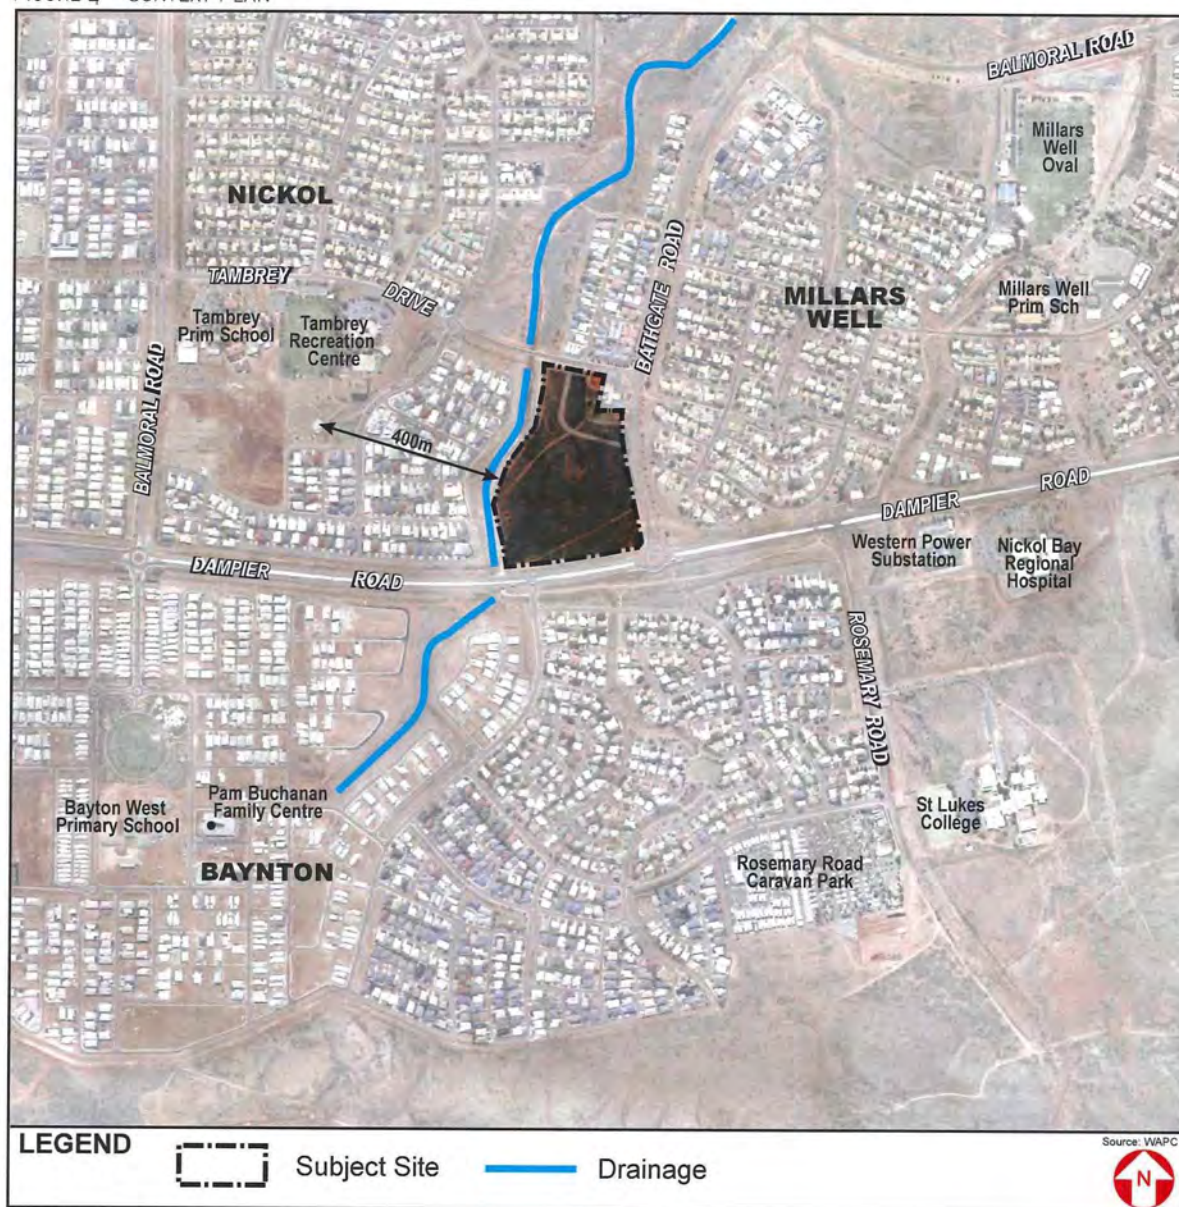 BALMORAL ROAD
Millars
Well
Oval
NICKOL
BATHGATE ROAD
TAMBREY
DRIVE
MILLARS
WELL
Millars Well
Prim Sch
Tambrey
Prim School
Tambrey
Recreation
Centre
BALMORAL ROAD
400m
DAMPIER
ROAD
Western Power
Substation
Nickol Bay
Regional
Hospital
DAMPIER
ROAD
ROSEMARY ROAD
Bayton West
Primary School
Pam Buchanan
Family Centre
St Lukes
College
BAYNTON
Rosemary Road
Caravan Park
LEGEND
Subject Site
Drainage
Source: WAPC
N